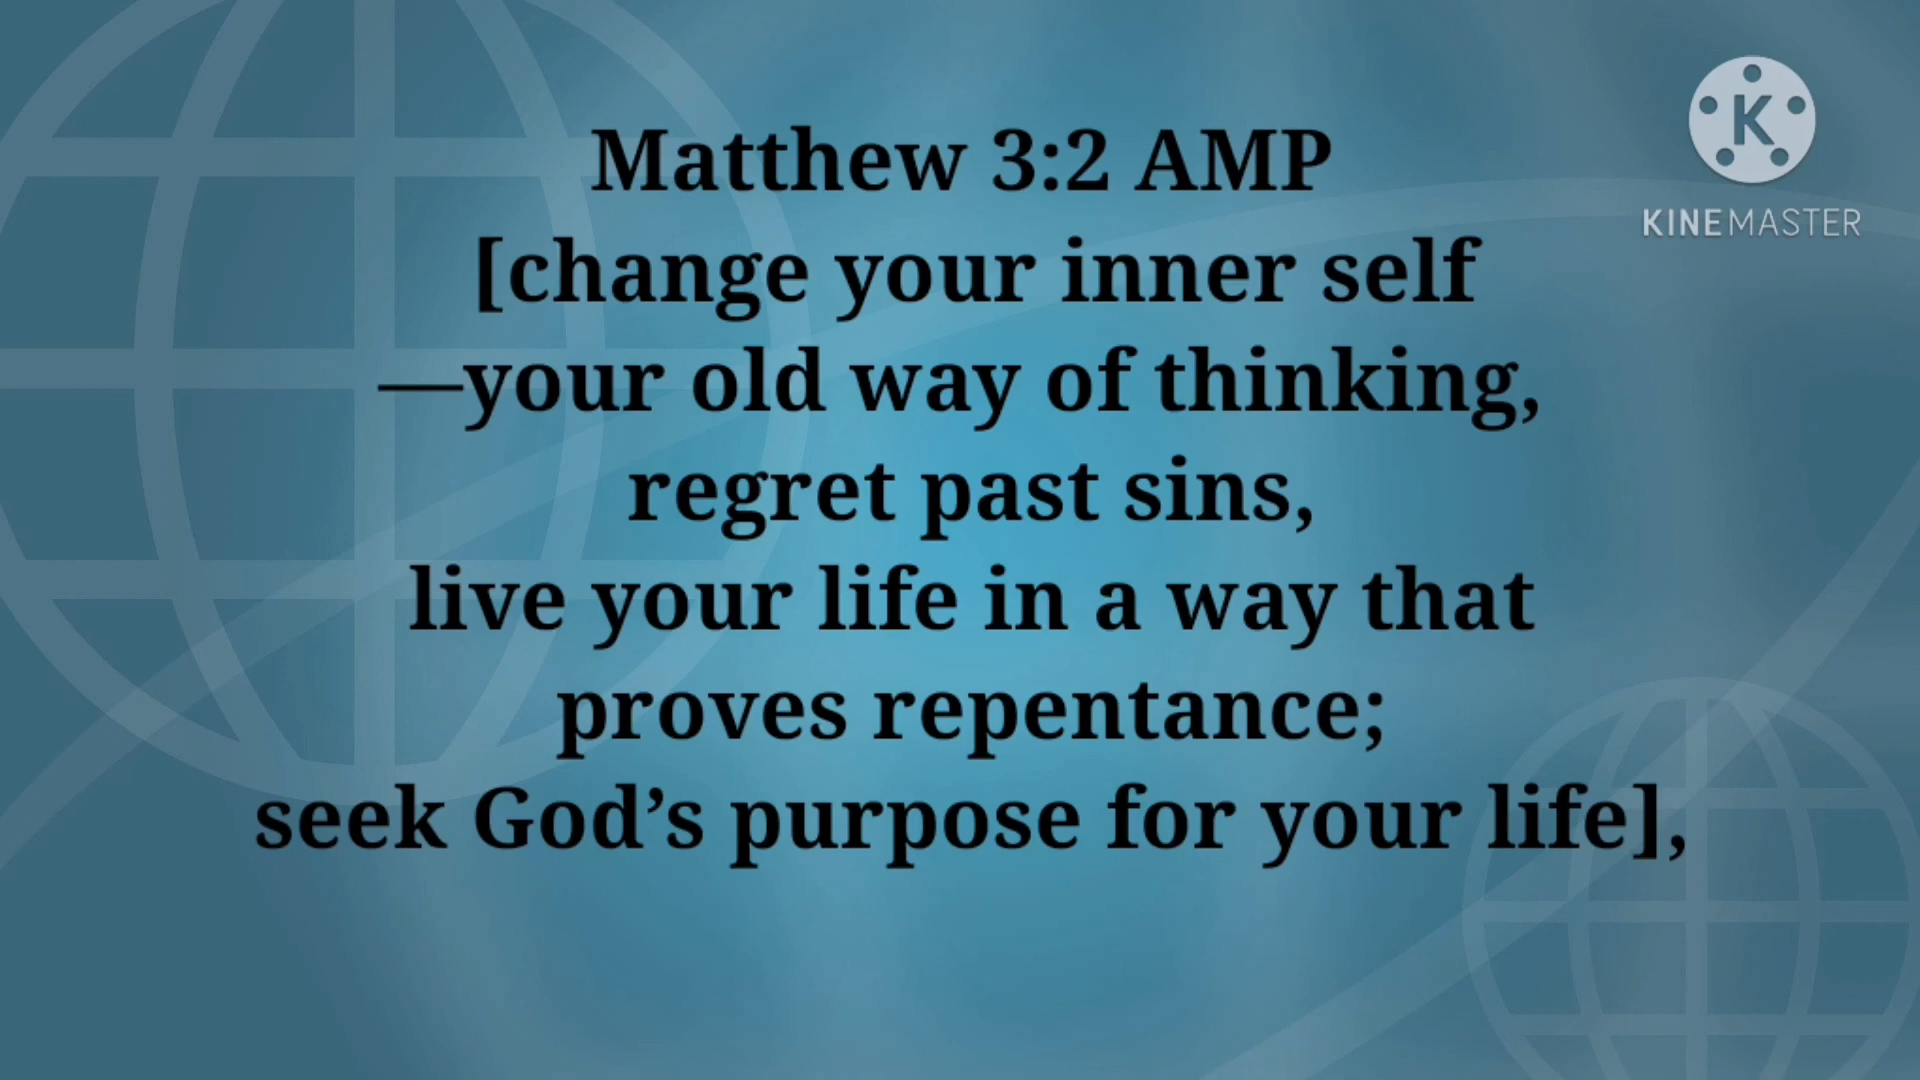 Matthew 3:2 AMP
[change your inner self
—your old way of thinking,
regret past sins,
live your life in a way that
proves repentance;
seek God’s purpose for your life],
K
KINEMASTER